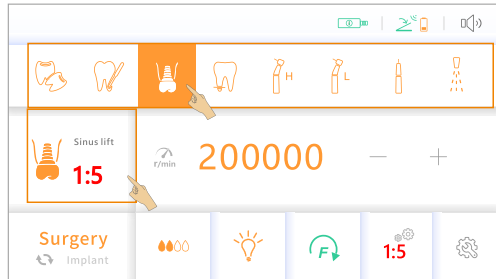 H
L
Sinus lift
1:5
r/min
200000
Surgery
Implant
F
1:5